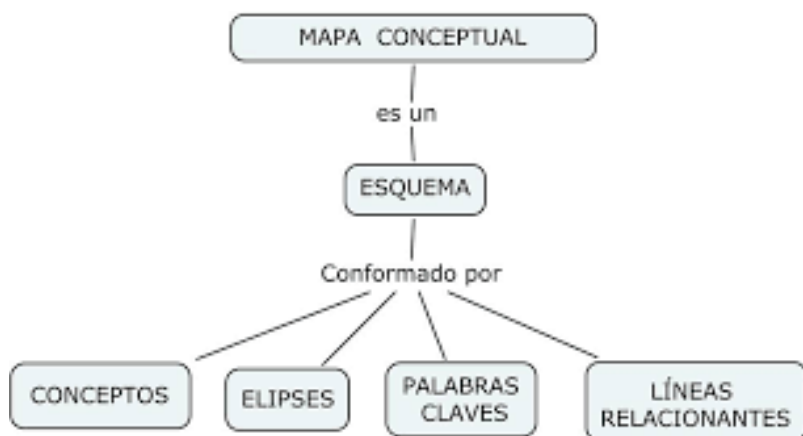 MAPA CONCEPTUAL
es un
ESQUEMA
Conformado por
CONCEPTOS
ELIPSES
PALABRAS
CLAVES
LÍNEAS
RELACIONANTES